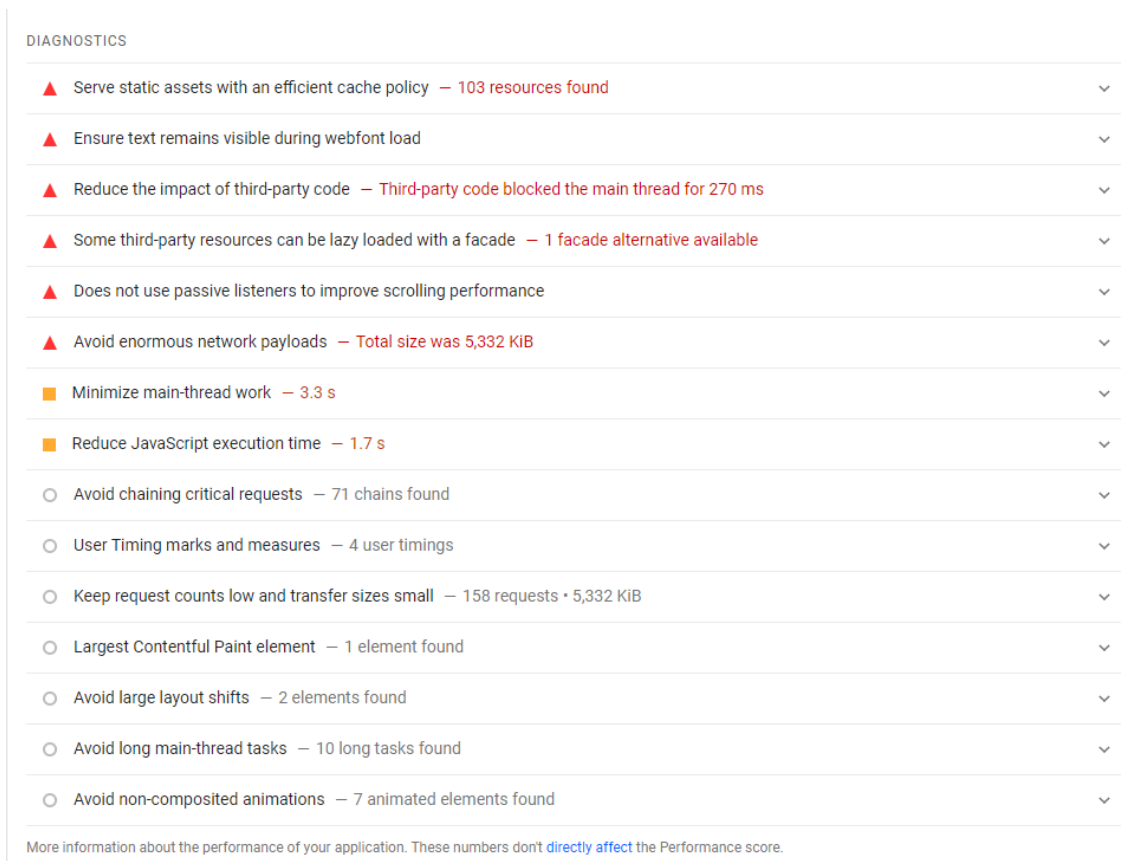 DIAGNOSTICS
Serve static assets with an efficient cache policy — 103 resources found
Ensure text remains visible during webfont load
Reduce the impact of third-party code — Third-party code blocked the main thread for 270 ms
Some third-party resources can be lazy loaded with a facade — 1 facade alternative available
Does not use passive listeners to improve scrolling performance
Avoid enormous network payloads — Total size was 5,332 KiB
Minimize main-thread work — 3.3 s
Reduce JavaScript execution time — 1.7 s
Avoid chaining critical requests — 71 chains found
User Timing marks and measures — 4 user timings
Keep request counts low and transfer sizes small — 158 requests • 5,332 KiB
Largest Contentful Paint element — 1 element found
Avoid large layout shifts — 2 elements found
Avoid long main-thread tasks — 10 long tasks found
Avoid non-composited animations — 7 animated elements found
More information about the performance of your application. These numbers don't directly affect the Performance score.